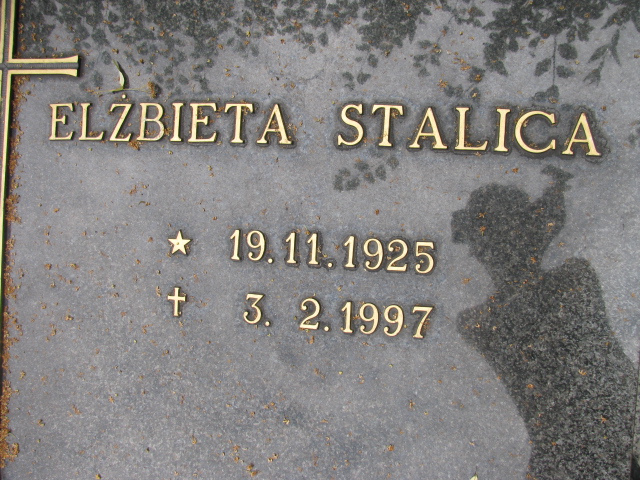 ELŻBIETA STALICA
★ 19.11.1925
✝ 3. 2.1997